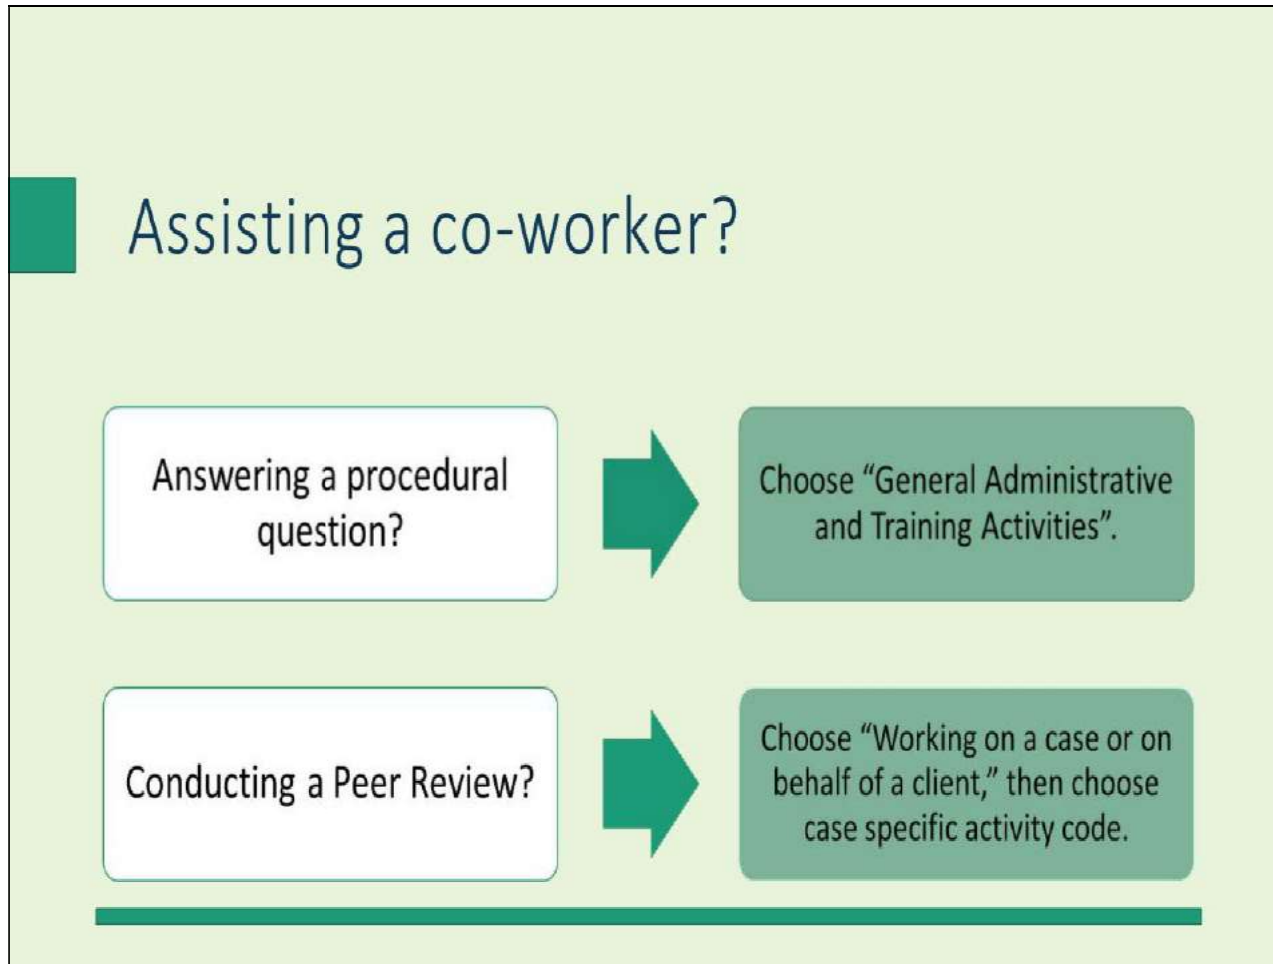 Assisting a co-worker?
Answering a procedural
question?
Choose “General Administrative
and Training Activities”.
Conducting a Peer Review?
Choose “Working on a case or on
behalf of a client,” then choose
case specific activity code.